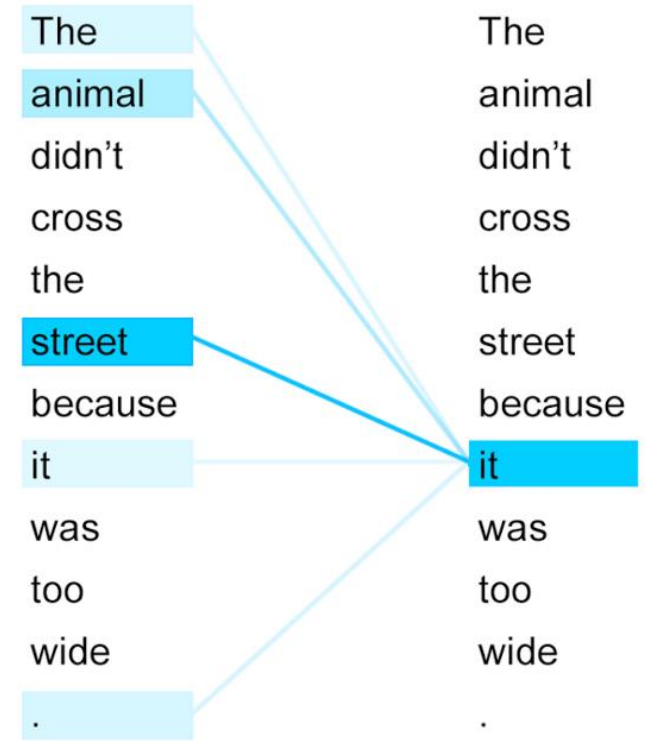 The The
animal animal
didn’t didn’t
cross cross
the the
street street
because because
it it
was was
too too
wide wide
. .